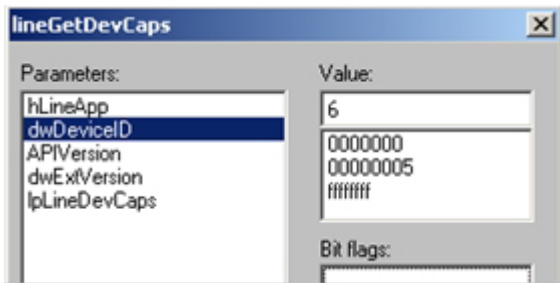 lineGetDevCaps
Parameters:
hLineApp
dwDeviceID
APIVersion
dwExtVersion
lpLineDevCaps
Value:
6
0000000
00000005
ffffffff
Bit flags: